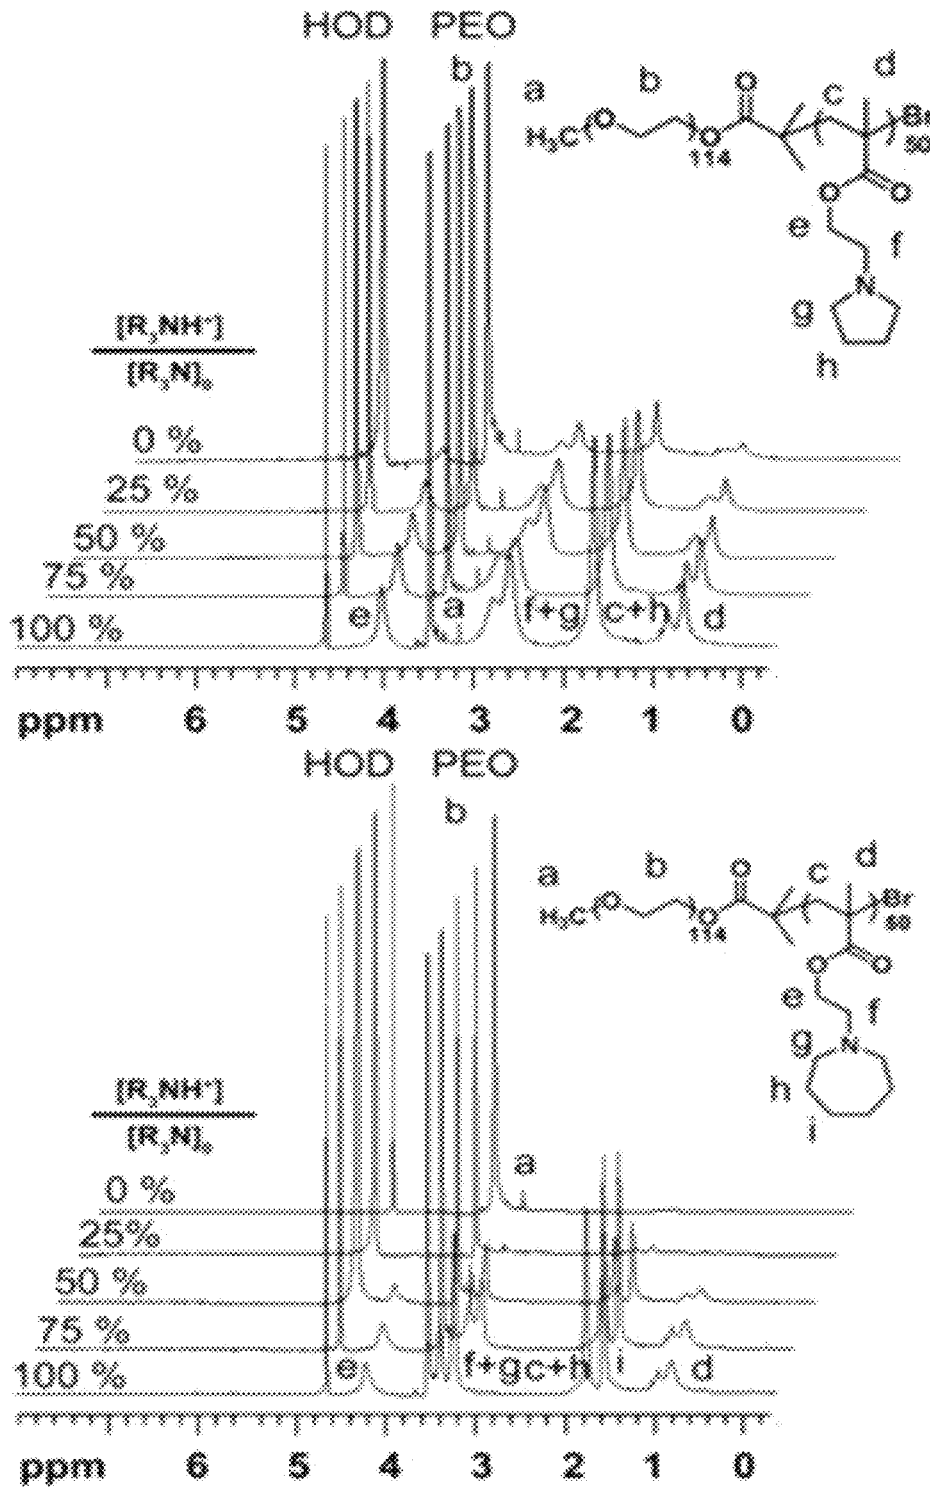 HOD PEO
b
a b c d
O O Br
H₃C(O O 50
114
O O
e f
N
g
h
[R₃NH⁺]
[R₃N]₀
0 %
25 %
50 %
75 %
100 %
e a f+g c+h d
ppm 6 5 4 3 2 1 0
HOD PEO
b
a b c d
O O Br
H₃C(O O 50
114
O O
e f
N
g
h
i
[R₃NH⁺]
[R₃N]₀
a
0 %
25%
50 %
75 %
100 %
e f+g c+h i d
ppm 6 5 4 3 2 1 0